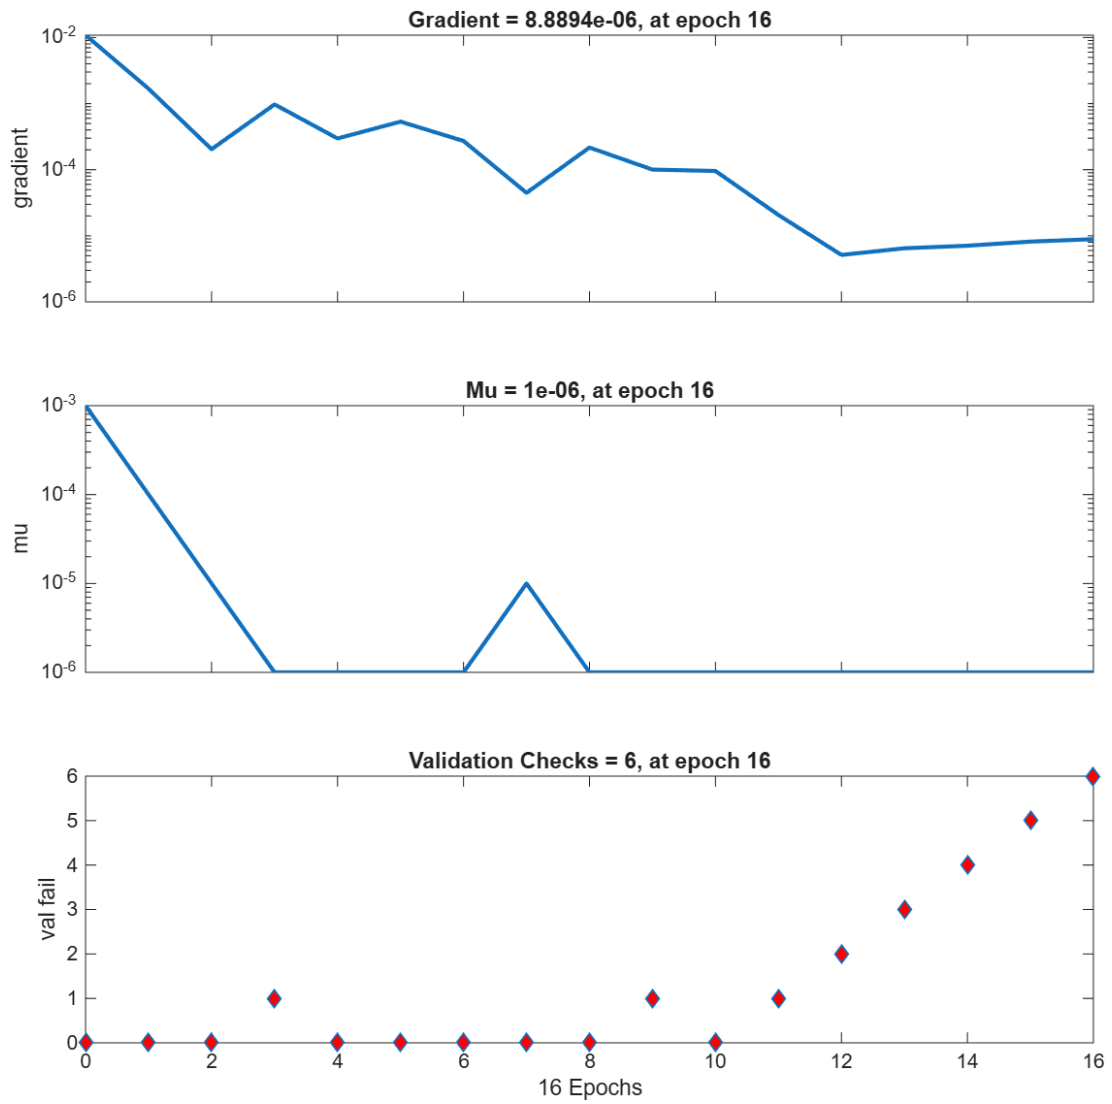 Gradient = 8.8894e-06, at epoch 16
10^-2
10^-4
10^-6
gradient
Mu = 1e-06, at epoch 16
10^-3
10^-4
10^-5
10^-6
mu
Validation Checks = 6, at epoch 16
6
5
4
3
2
1
0
val fail
0 2 4 6 8 10 12 14 16
16 Epochs